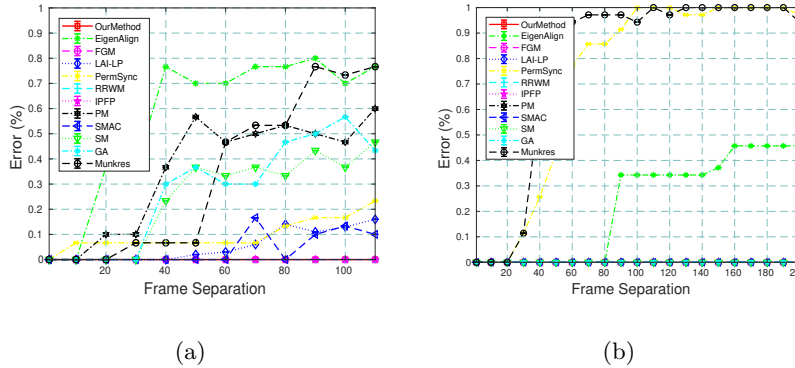 1
0.9
0.8
0.7
0.6
0.5
0.4
0.3
0.2
0.1
0
Error (%)
OurMethod
EigenAlign
FGM
LAI-LP
PermSync
RRWM
IPFP
PM
SMAC
SM
GA
Munkres
20 40 60 80 100
Frame Separation
(a)
1
0.9
0.8
0.7
0.6
0.5
0.4
0.3
0.2
0.1
0
Error (%)
OurMethod
EigenAlign
FGM
LAI-LP
PermSync
RRWM
IPFP
PM
SMAC
SM
GA
Munkres
20 40 60 80 100 120 140 160 180
Frame Separation
(b)